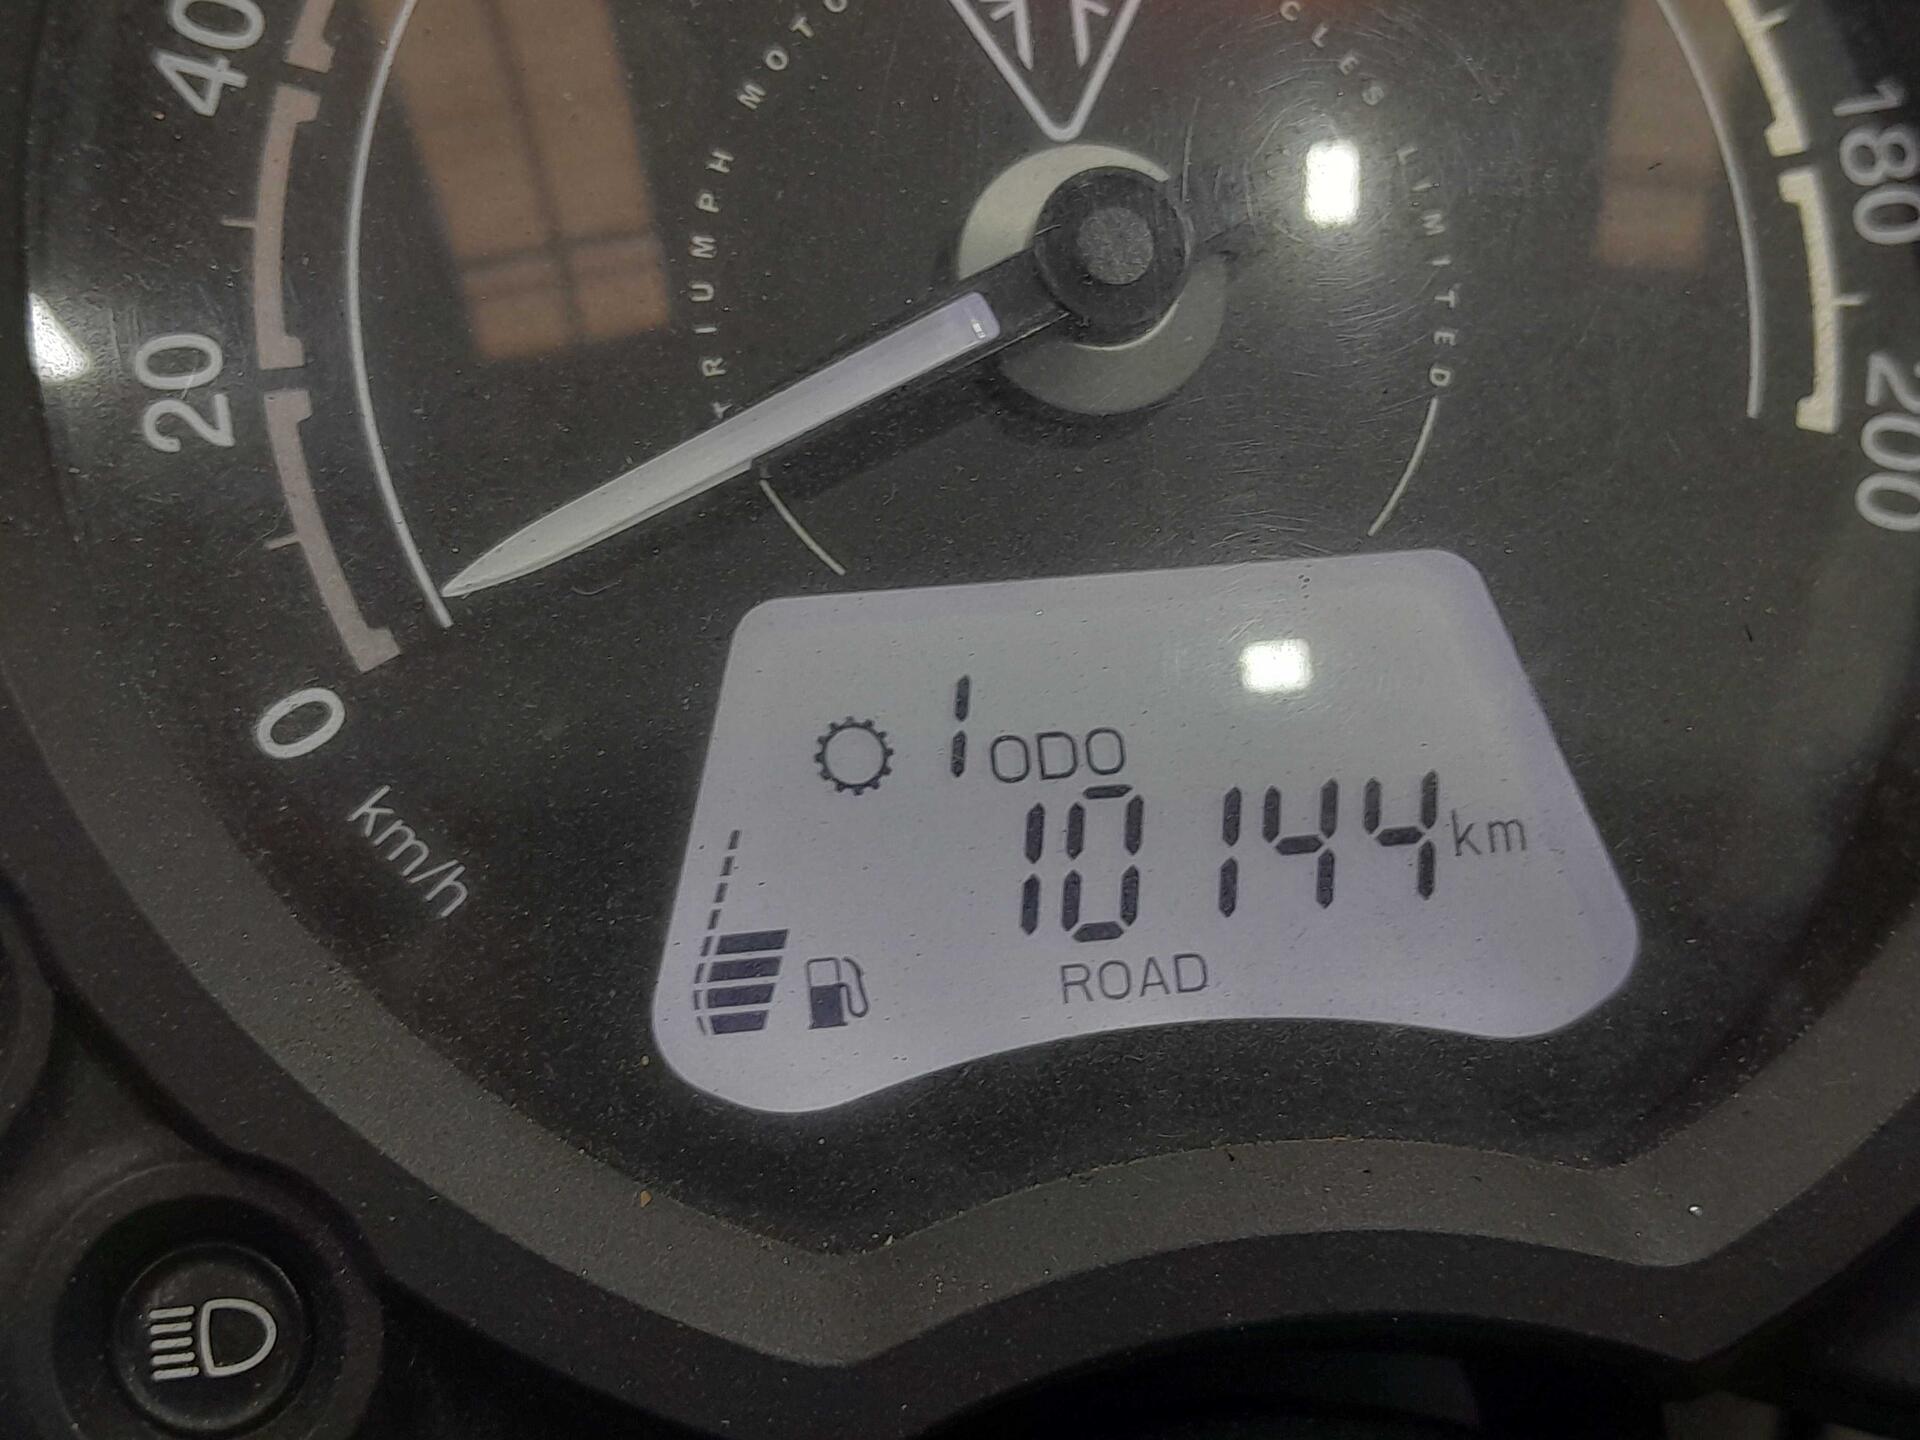 40
20
0
km/h
TRIUMPH MOTO
CLES LIMITED
180
200
1 ODO
10144 km
ROAD